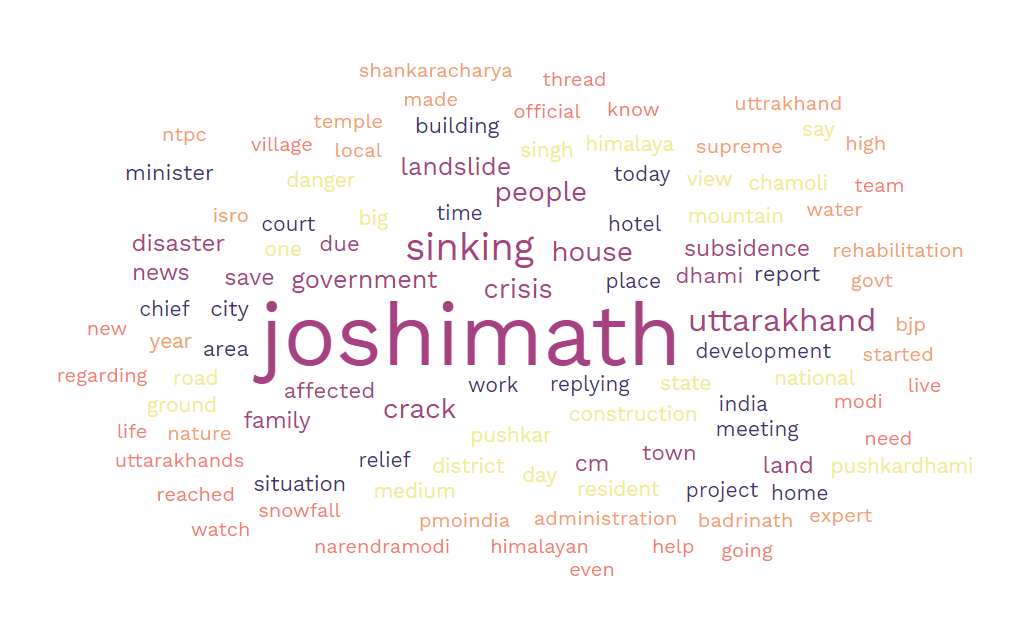 shankaracharya thread
made official know uttrakhand
ntpc temple building say
village local landslide singh himalaya supreme high
minister danger people today view chamoli team
isro court big time hotel mountain water
disaster one due sinking house subsidence rehabilitation
news save government crisis place dhami report govt
chief city joshimath uttarakhand bjp
new year area development started
regarding road affected work replying state national live
ground family crack construction india modi
life nature pushkar meeting need
uttarakhands relief district cm town land pushkardhami
reached situation medium day resident project home
watch snowfall pmoindia administration badrinath expert
narendramodi himalayan help going
even